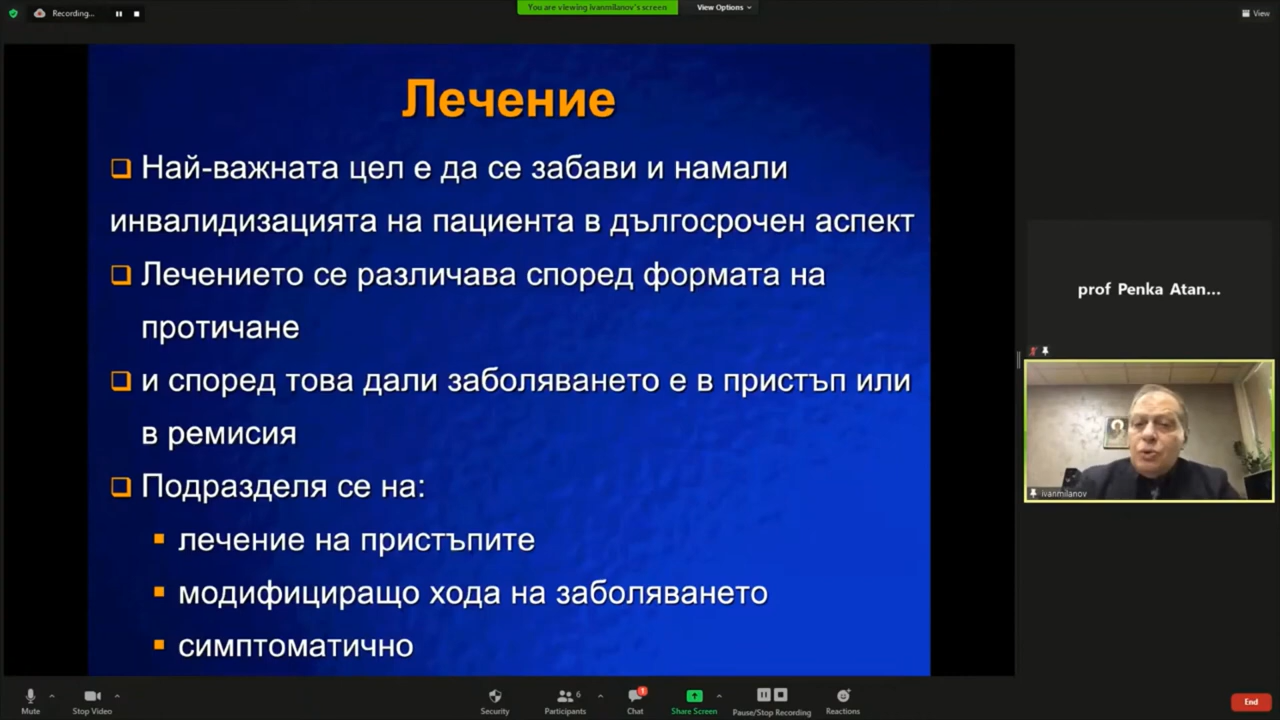 Recording...
You are viewing ivanmilanov's screen
View Options
View
Лечение
Най-важната цел е да се забави и намали
инвалидизацията на пациента в дългосрочен аспект
Лечението се различава според формата на
протичане
и според това дали заболяването е в пристъп или
в ремисия
Подразделя се на:
лечение на пристъпите
модифициращо хода на заболяването
симптоматично
prof Penka Atan...
ivanmilanov
Mute
Stop Video
Security
Participants
6
Chat
1
Share Screen
Pause/Stop Recording
Reactions
End